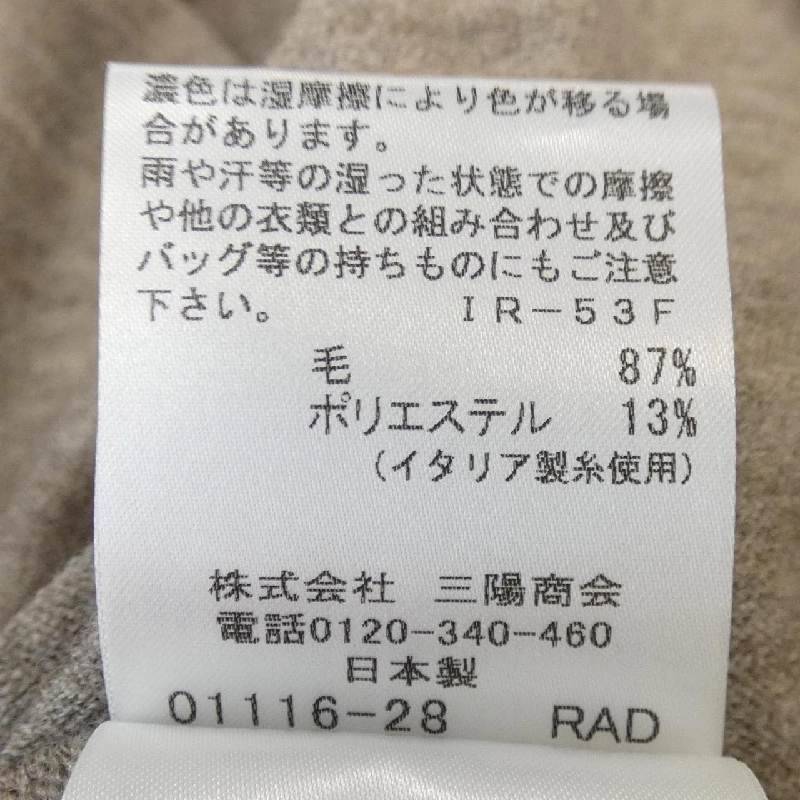 濃色は湿摩擦により色が移る場
合があります。
雨や汗等の湿った状態での摩擦
や他の衣類との組み合わせ及び
バッグ等の持ちものにもご注意
下さい。 IR-53F
毛 87%
ポリエステル 13%
(イタリア製糸使用)
株式会社 三陽商会
電話0120-340-460
日本製
01116-28 RAD